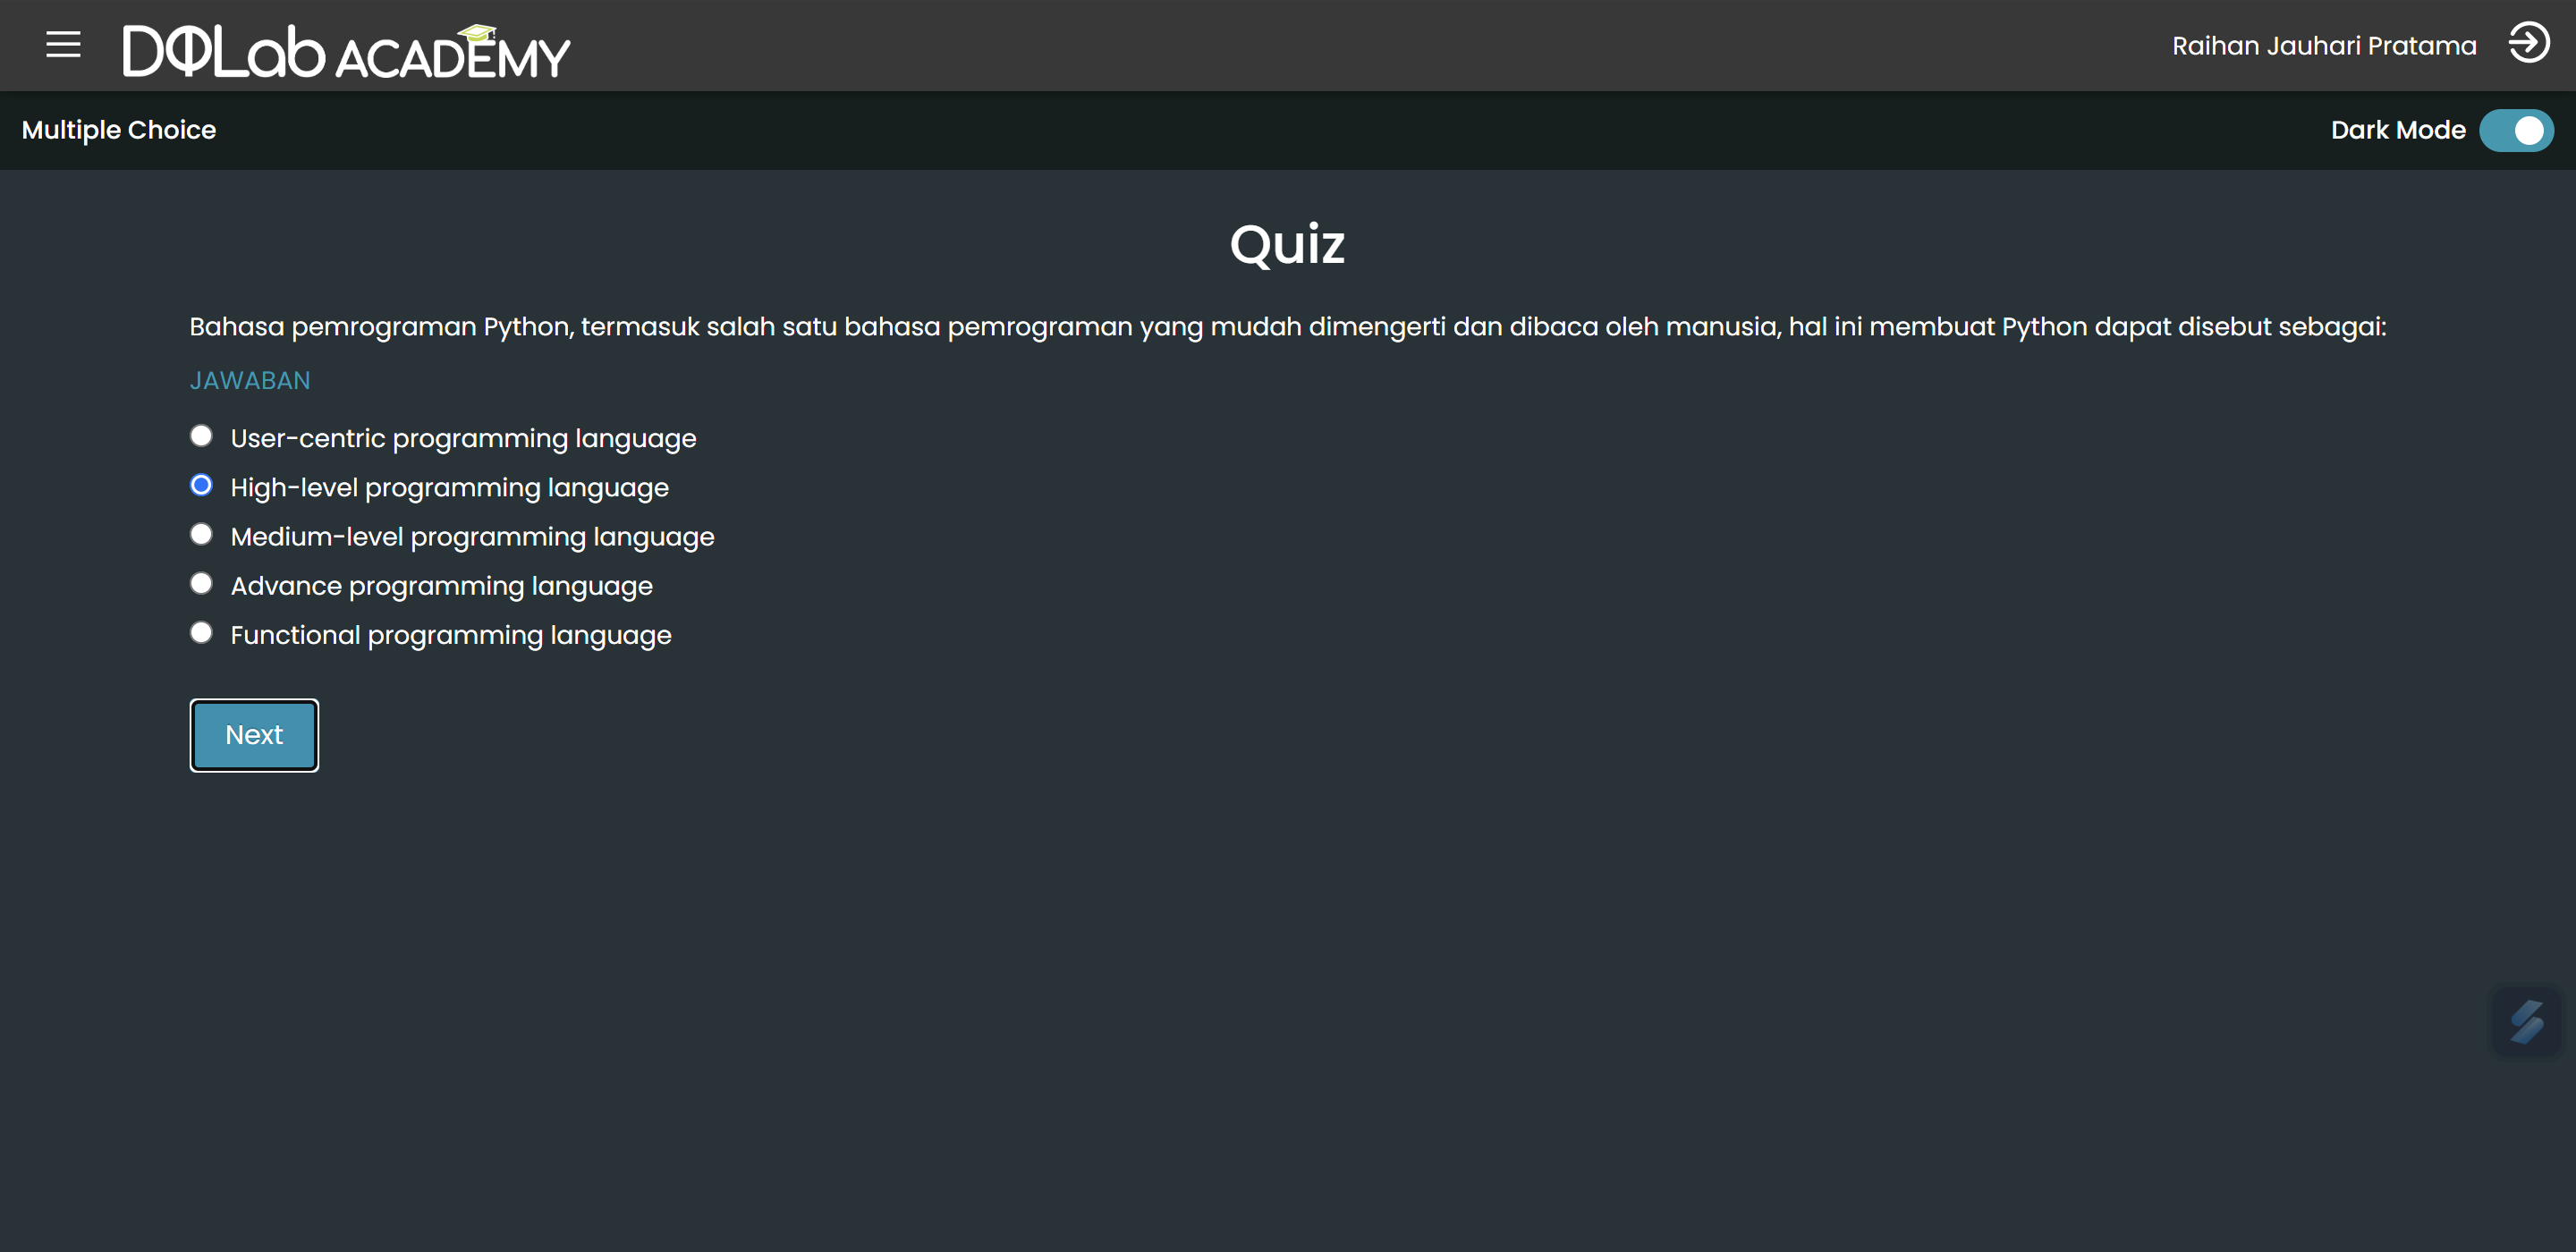 DQLab ACADEMY
Raihan Jauhari Pratama
Multiple Choice
Dark Mode
Quiz
Bahasa pemrograman Python, termasuk salah satu bahasa pemrograman yang mudah dimengerti dan dibaca oleh manusia, hal ini membuat Python dapat disebut sebagai:
JAWABAN
User-centric programming language
High-level programming language
Medium-level programming language
Advance programming language
Functional programming language
Next